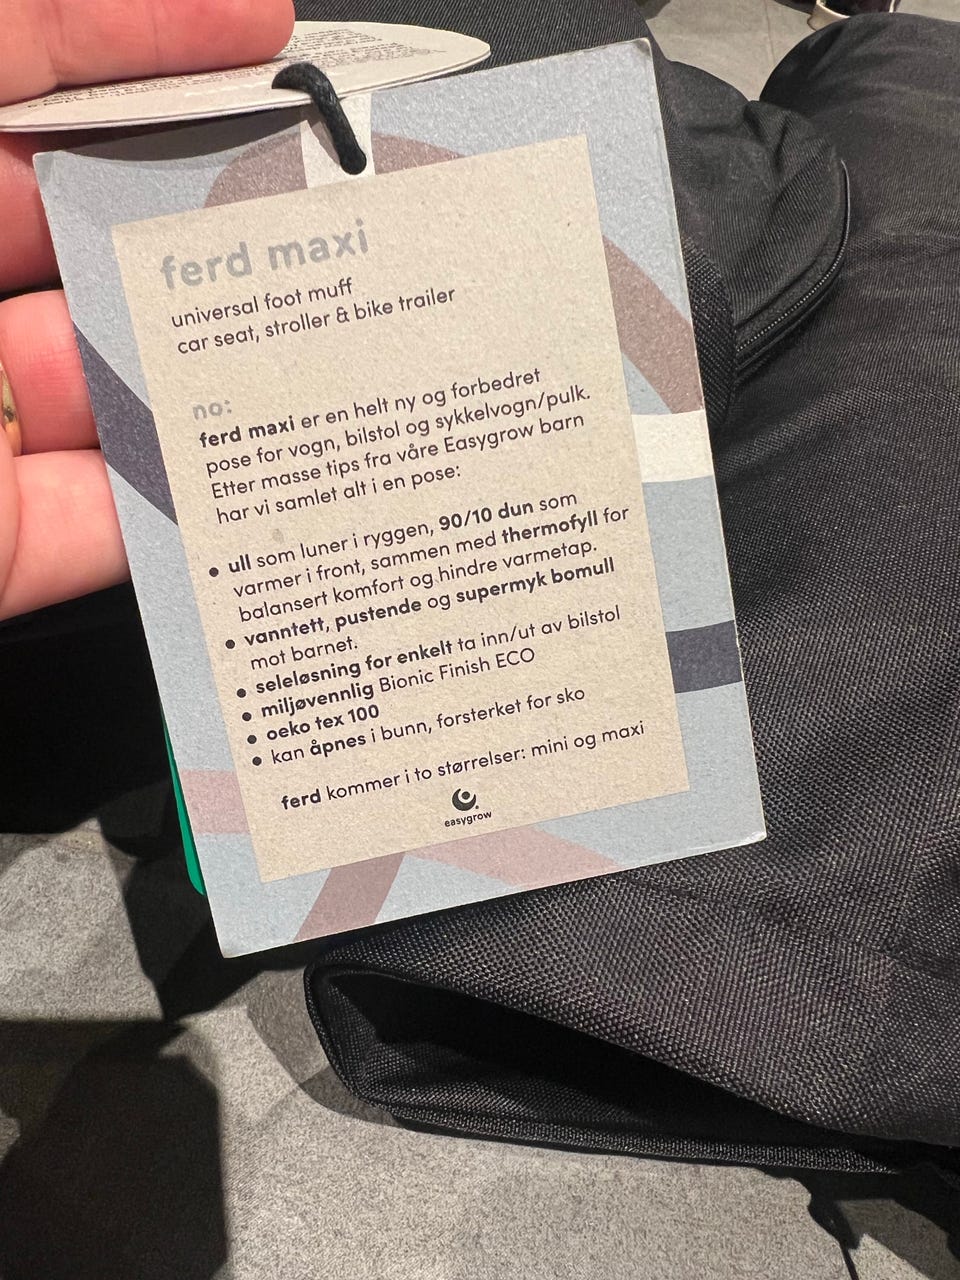 ferd maxi
universal foot muff
car seat, stroller & bike trailer
no:
ferd maxi er en helt ny og forbedret
pose for vogn, bilstol og sykkelvogn/pulk.
Etter masse tips fra våre Easygrow barn
har vi samlet alt i en pose:
• ull som luner i ryggen, 90/10 dun som
varmer i front, sammen med thermofyll for
balansert komfort og hindre varmetap.
• vanntett, pustende og supermyk bomull
mot barnet.
• seleløsning for enkelt ta inn/ut av bilstol
• miljøvennlig Bionic Finish ECO
• oeko tex 100
• kan åpnes i bunn, forsterket for sko
ferd kommer i to størrelser: mini og maxi
easygrow